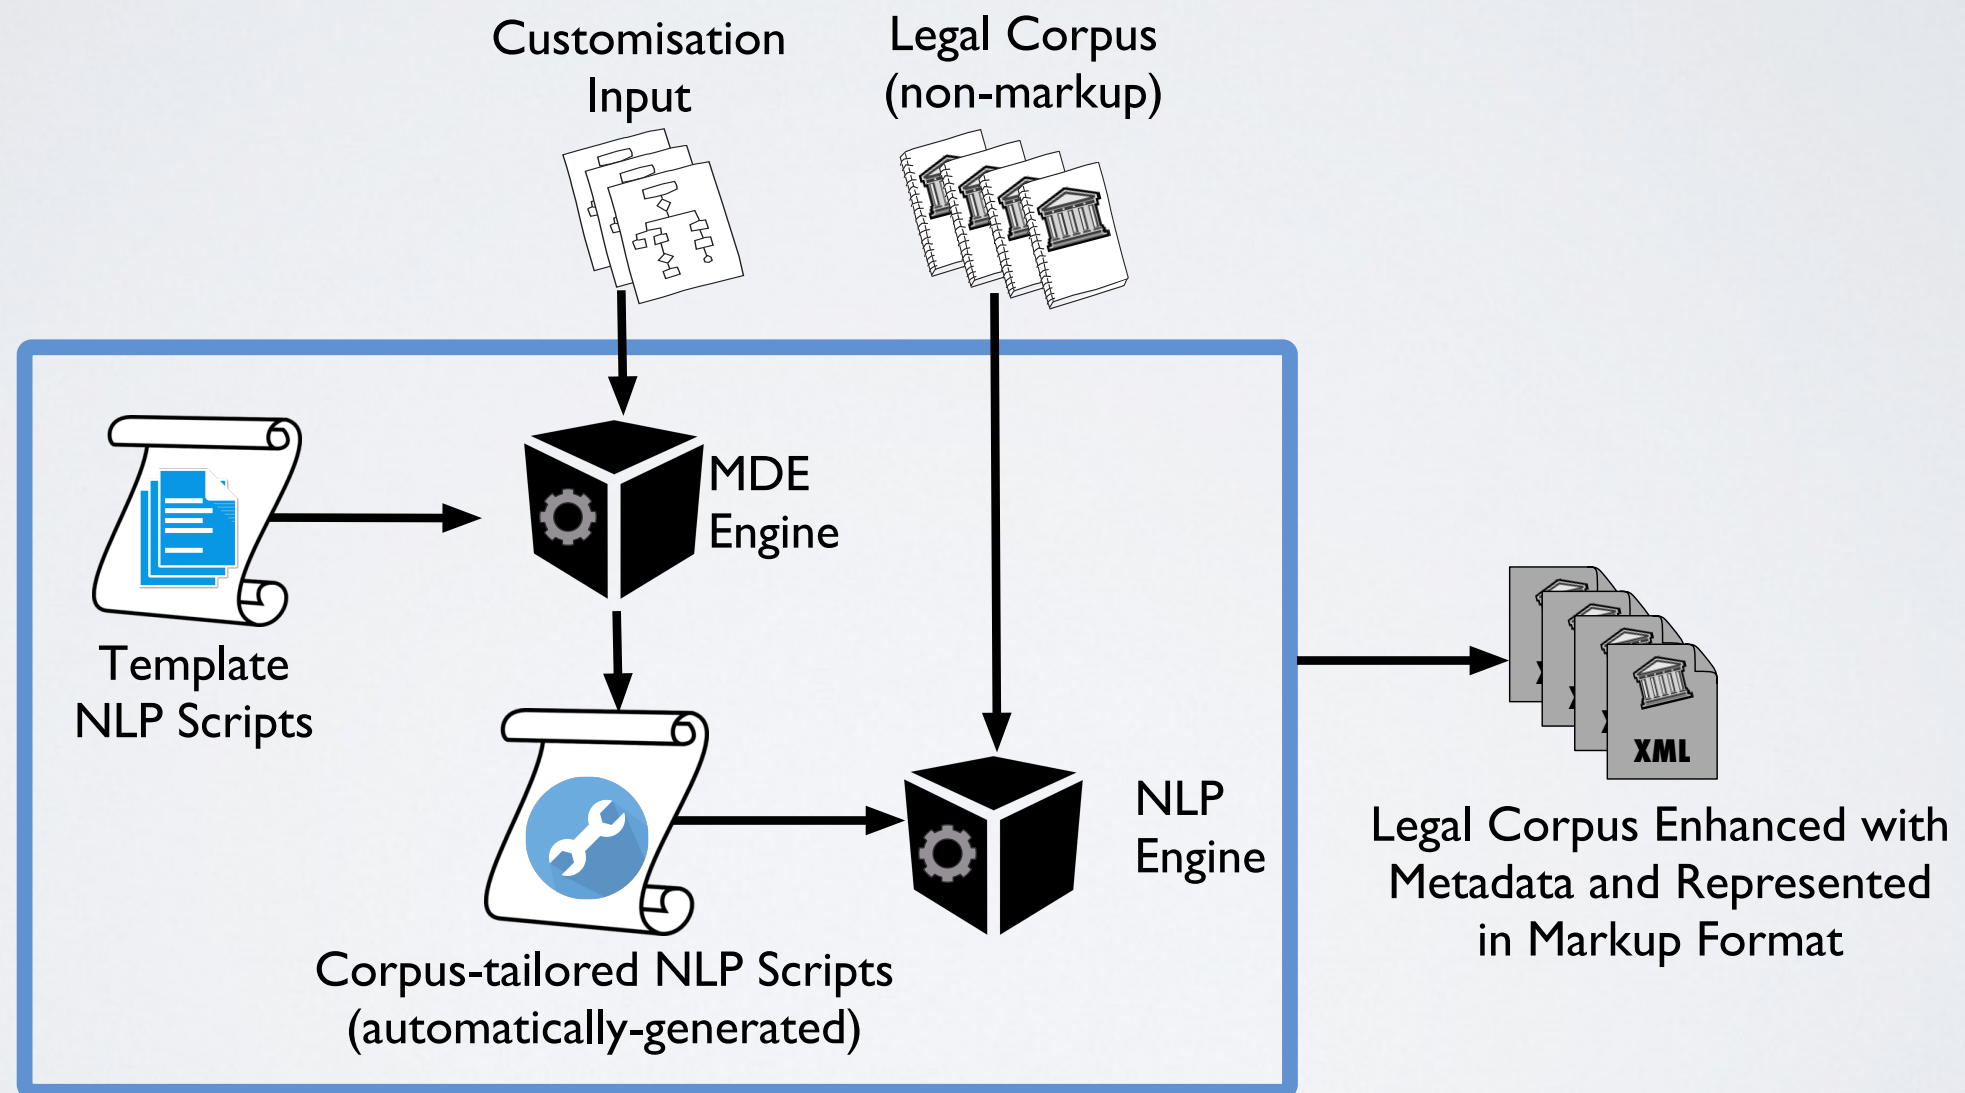 Customisation
Input
Legal Corpus
(non-markup)
MDE
Engine
Template
NLP Scripts
NLP
Engine
XML
Legal Corpus Enhanced with
Metadata and Represented
in Markup Format
Corpus-tailored NLP Scripts
(automatically-generated)